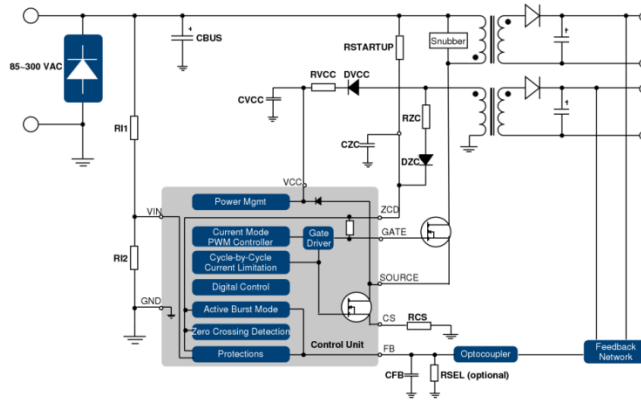 CBUS
RSTARTUP
Snubber
85~300 VAC
RVCC DVCC
CVCC
RZC
RI1
CZC
DZC
VCC
Power Mgmt
VIN
ZCD
Current Mode
PWM Controller
Gate
Driver
GATE
Cycle-by-Cycle
Current Limitation
RI2
Digital Control
SOURCE
GND
Active Burst Mode
CS
RCS
Zero Crossing Detection
Control Unit
FB
Protections
Optocoupler
Feedback
Network
CFB
RSEL (optional)